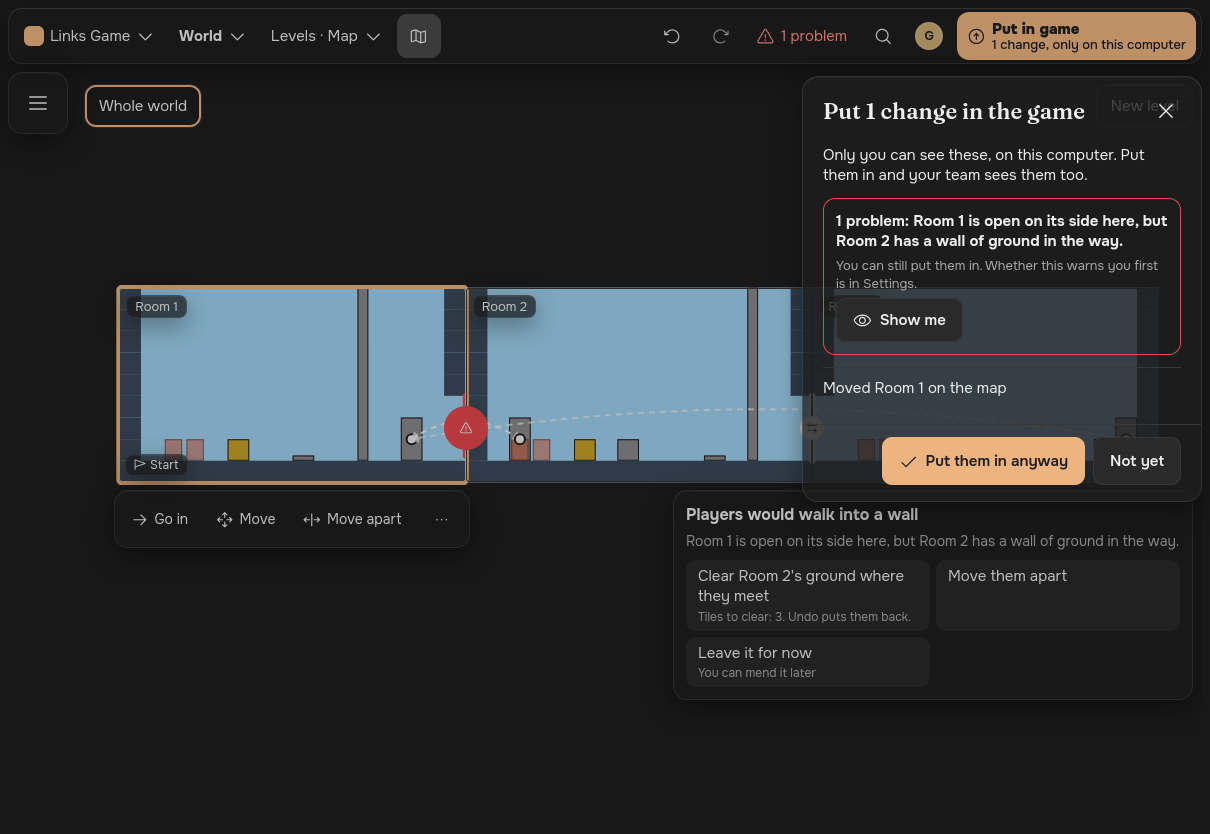 Links Game
World
Levels · Map
1 problem
G
Put in game
1 change, only on this computer
Whole world
New level
Put 1 change in the game
Only you can see these, on this computer. Put
them in and your team sees them too.
1 problem: Room 1 is open on its side here, but
Room 2 has a wall of ground in the way.
You can still put them in. Whether this warns you first
is in Settings.
Show me
Moved Room 1 on the map
Put them in anyway
Not yet
Room 1
Room 2
Start
Go in
Move
Move apart
···
Players would walk into a wall
Room 1 is open on its side here, but Room 2 has a wall of ground in the way.
Clear Room 2's ground where
they meet
Tiles to clear: 3. Undo puts them back.
Move them apart
Leave it for now
You can mend it later